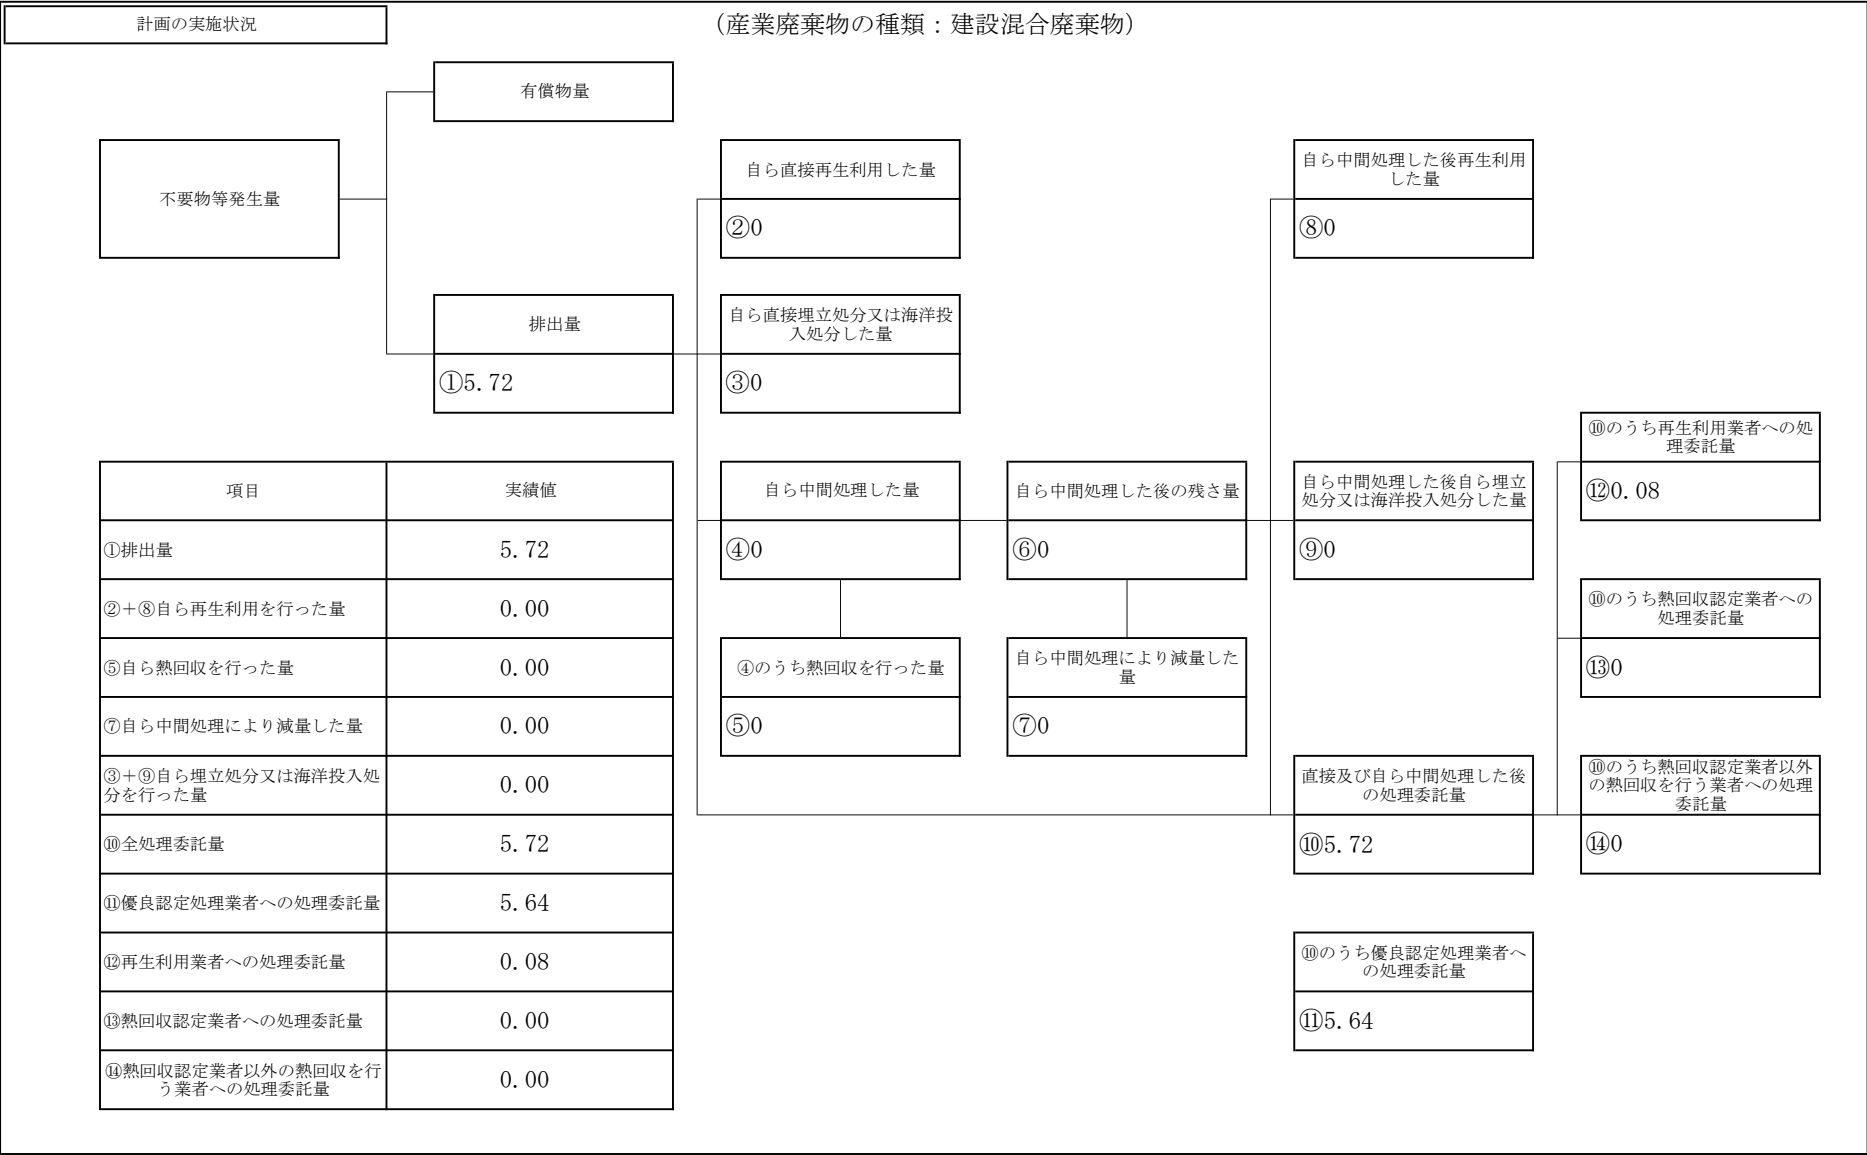 計画の実施状況
（産業廃棄物の種類：建設混合廃棄物）
有償物量
不要物等発生量
自ら直接再生利用した量
②0
自ら中間処理した後再生利用
した量
⑧0
排出量
①5.72
自ら直接埋立処分又は海洋投
入処分した量
③0
⑩のうち再生利用業者への処
理委託量
⑫0.08
自ら中間処理した量
④0
自ら中間処理した後の残さ量
⑥0
自ら中間処理した後自ら埋立
処分又は海洋投入処分した量
⑨0
⑩のうち熱回収認定業者への
処理委託量
⑬0
④のうち熱回収を行った量
⑤0
自ら中間処理により減量した
量
⑦0
直接及び自ら中間処理した後
の処理委託量
⑩5.72
⑩のうち熱回収認定業者以外
の熱回収を行う業者への処理
委託量
⑭0
⑩のうち優良認定処理業者へ
の処理委託量
⑪5.64
項目 実績値
①排出量 5.72
②＋⑧自ら再生利用を行った量 0.00
⑤自ら熱回収を行った量 0.00
⑦自ら中間処理により減量した量 0.00
③＋⑨自ら埋立処分又は海洋投入処
分を行った量 0.00
⑩全処理委託量 5.72
⑪優良認定処理業者への処理委託量 5.64
⑫再生利用業者への処理委託量 0.08
⑬熱回収認定業者への処理委託量 0.00
⑭熱回収認定業者以外の熱回収を行
う業者への処理委託量 0.00